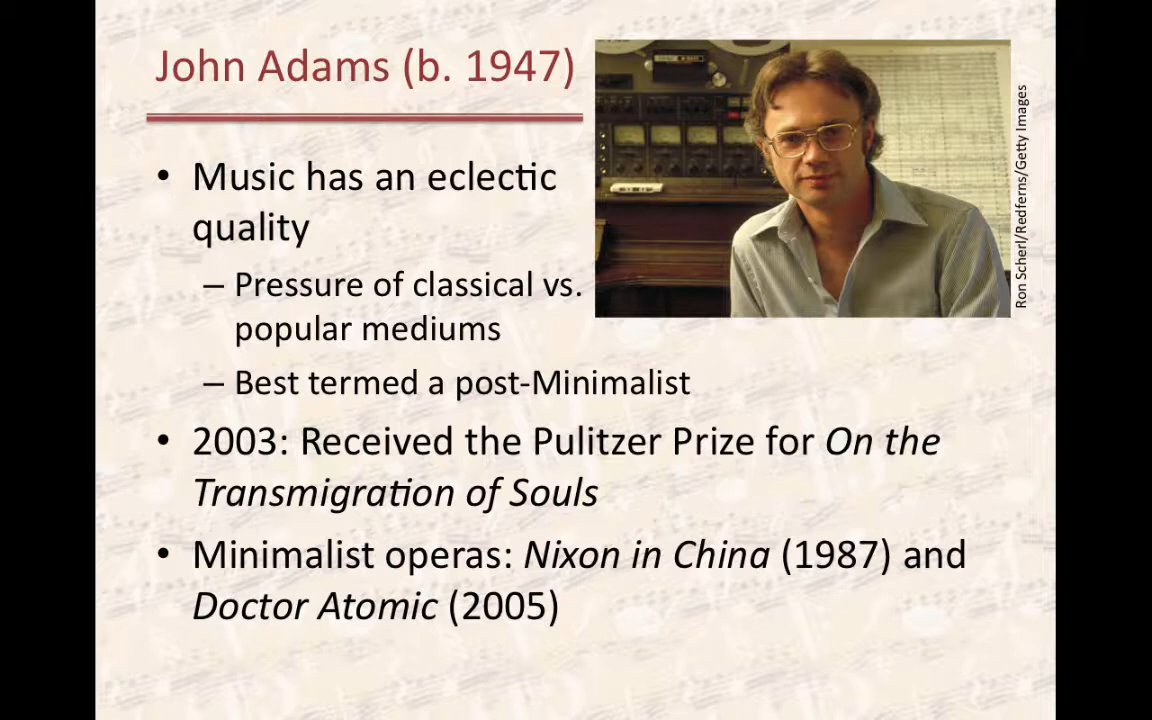 John Adams (b. 1947)
• Music has an eclectic
quality
– Pressure of classical vs.
popular mediums
– Best termed a post-Minimalist
• 2003: Received the Pulitzer Prize for On the
Transmigration of Souls
• Minimalist operas: Nixon in China (1987) and
Doctor Atomic (2005)
Ron Scherl/Redferns/Getty Images